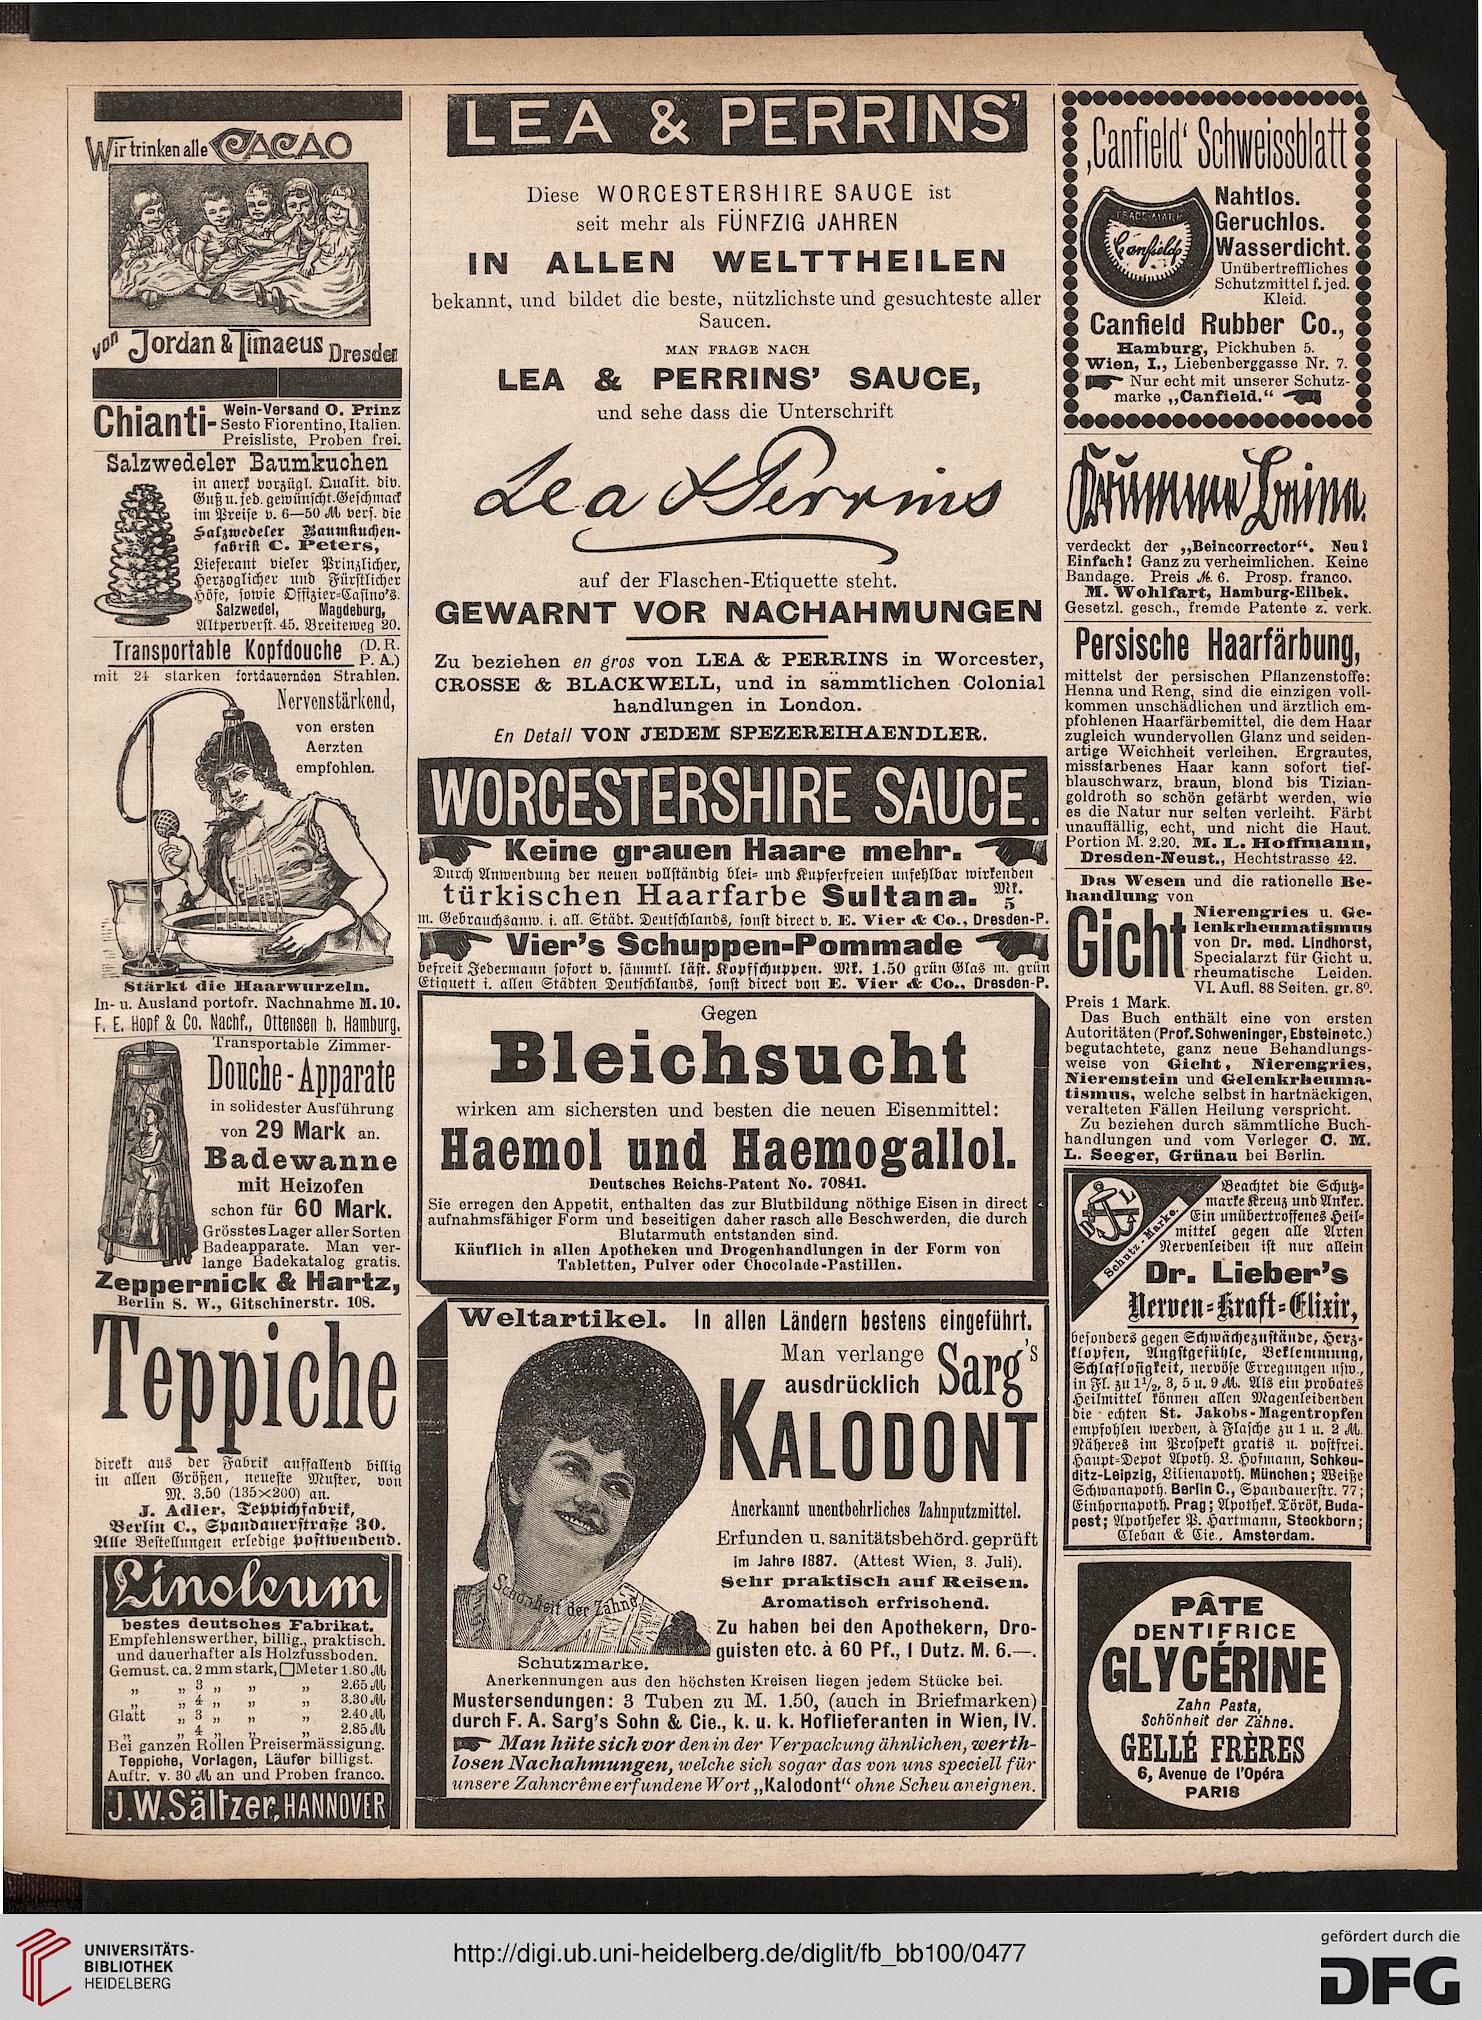 Wir trinken alle CACAO
von Jordan & Timaeus Dresden
Chianti-
Wein-Versand O. Prinz
Sesto Fiorentino, Italien.
Preisliste, Proben frei.
Salzwedeler Baumkuchen
in anerk vorzügl. Qualit. div.
Guß u. jed. gewünscht. Geschmack
im Preise v. 6—50 ℳ vers. die
Salzwedeler Baumkuchen-
fabrik C. Peters,
Lieferant vieler Prinzlicher,
Herzoglicher und Fürstlicher
Höfe, sowie Offizier=Casino's.
Salzwedel, Magdeburg,
Altperverst. 45. Breiteweg 20.
Transportable Kopfdouche (D. R. P. A.)
mit 24 starken fortdauernden Strahlen.
Nervenstärkend,
von ersten
Aerzten
empfohlen.
Stärkt die Haarwurzeln.
In- u. Ausland portofr. Nachnahme M. 10.
F. E. Hopf & Co. Nachf., Ottensen b. Hamburg.
Transportable Zimmer-
Douche-Apparate
in solidester Ausführung
von 29 Mark an.
Badewanne
mit Heizofen
schon für 60 Mark.
Grösstes Lager aller Sorten
Badeapparate. Man ver-
lange Badekatalog gratis.
Zeppernick & Hartz,
Berlin S. W., Gitschinerstr. 108.
Teppiche
direkt aus der Fabrik auffallend billig
in allen Größen, neueste Muster, von
M. 3.50 (135×200) an.
J. Adler, Teppichfabrik,
Berlin C., Spandauerstraße 30.
Alle Bestellungen erledige postwendend.
Linoleum
bestes deutsches Fabrikat.
Empfehlenswerther, billig., praktisch.
und dauerhafter als Holzfussboden.
Gemust. ca. 2 mm stark, □Meter 1.80 ℳ
„ „ 3 „ „ „ 2.65 ℳ
„ „ 4 „ „ „ 3.30 ℳ
Glatt „ 3 „ „ „ 2.40 ℳ
„ „ 4 „ „ „ 2.85 ℳ
Bei ganzen Rollen Preisermässigung.
Teppiche, Vorlagen, Läufer billigst.
Auftr. v. 30 ℳ an und Proben franco.
J.W.Sältzer, HANNOVER
LEA & PERRINS'
Diese WORCESTERSHIRE SAUCE ist
seit mehr als FÜNFZIG JAHREN
IN ALLEN WELTTHEILEN
bekannt, und bildet die beste, nützlichste und gesuchteste aller
Saucen.
MAN FRAGE NACH
LEA & PERRINS' SAUCE,
und sehe dass die Unterschrift
Lea & Perrins
auf der Flaschen-Etiquette steht.
GEWARNT VOR NACHAHMUNGEN
Zu beziehen en gros von LEA & PERRINS in Worcester,
CROSSE & BLACKWELL, und in sämmtlichen Colonial
handlungen in London.
En Detail VON JEDEM SPEZEREIHAENDLER.
WORCESTERSHIRE SAUCE.
Keine grauen Haare mehr.
Durch Anwendung der neuen vollständig blei= und kupferfreien unfehlbar wirkenden
türkischen Haarfarbe Sultana. Mk. 5
m. Gebrauchsanw. i. all. Städt. Deutschlands, sonst direct v. E. Vier & Co., Dresden-P.
Vier's Schuppen-Pommade
befreit Jedermann sofort v. sämmtl. läst. Kopfschuppen. Mk. 1.50 grün Glas m. grün
Etiquett i. allen Städten Deutschlands, sonst direct von E. Vier & Co., Dresden-P.
Gegen
Bleichsucht
wirken am sichersten und besten die neuen Eisenmittel:
Haemol und Haemogallol.
Deutsches Reichs-Patent No. 70841.
Sie erregen den Appetit, enthalten das zur Blutbildung nöthige Eisen in direct
aufnahmsfähiger Form und beseitigen daher rasch alle Beschwerden, die durch
Blutarmuth entstanden sind.
Käuflich in allen Apotheken und Drogenhandlungen in der Form von
Tabletten, Pulver oder Chocolade-Pastillen.
Weltartikel. In allen Ländern bestens eingeführt.
Man verlange
ausdrücklich
Sarg's
KALODONT
Anerkannt unentbehrliches Zahnputzmittel.
Erfunden u. sanitätsbehörd. geprüft
im Jahre 1887. (Attest Wien, 3. Juli).
Sehr praktisch auf Reisen.
Aromatisch erfrischend.
Zu haben bei den Apothekern, Dro-
guisten etc. à 60 Pf., 1 Dutz. M. 6.—.
Schönheit der Zähne
Schutzmarke.
Anerkennungen aus den höchsten Kreisen liegen jedem Stücke bei.
Mustersendungen: 3 Tuben zu M. 1.50, (auch in Briefmarken)
durch F. A. Sarg's Sohn & Cie., k. u. k. Hoflieferanten in Wien, IV.
Man hüte sich vor den in der Verpackung ähnlichen, werth-
losen Nachahmungen, welche sich sogar das von uns speciell für
unsere Zahncrême erfundene Wort „Kalodont“ ohne Scheu aneignen.
‚Canfield‘ Schweissblatt
TRADE-MARK
Canfield
Nahtlos.
Geruchlos.
Wasserdicht.
Unübertreffliches
Schutzmittel f. jed.
Kleid.
Canfield Rubber Co.,
Hamburg, Pickhuben 5.
Wien, I., Liebenberggasse Nr. 7.
Nur echt mit unserer Schutz-
marke „Canfield.“
Krumme Beine
verdeckt der „Beincorrector“. Neu!
Einfach! Ganz zu verheimlichen. Keine
Bandage. Preis ℳ. 6. Prosp. franco.
M. Wohlfart, Hamburg-Eilbek.
Gesetzl. gesch., fremde Patente z. verk.
Persische Haarfärbung,
mittelst der persischen Pflanzenstoffe:
Henna und Reng, sind die einzigen voll-
kommen unschädlichen und ärztlich em-
pfohlenen Haarfärbemittel, die dem Haar
zugleich wundervollen Glanz und seiden-
artige Weichheit verleihen. Ergrautes,
missfarbenes Haar kann sofort tief-
blauschwarz, braun, blond bis Tizian-
goldroth so schön gefärbt werden, wie
es die Natur nur selten verleiht. Färbt
unauffällig, echt, und nicht die Haut.
Portion M. 2.20. M. L. Hoffmann,
Dresden-Neust., Hechtstrasse 42.
Das Wesen und die rationelle Be-
handlung von
Gicht
Nierengries u. Ge-
lenkrheumatismus
von Dr. med. Lindhorst,
Specialarzt für Gicht u.
rheumatische Leiden.
VI. Aufl. 88 Seiten. gr. 8⁰.
Preis 1 Mark.
Das Buch enthält eine von ersten
Autoritäten (Prof. Schweninger, Ebstein etc.)
begutachtete, ganz neue Behandlungs-
weise von Gicht, Nierengries,
Nierenstein und Gelenkrheuma-
tismus, welche selbst in hartnäckigen,
veralteten Fällen Heilung verspricht.
Zu beziehen durch sämmtliche Buch-
handlungen und vom Verleger C. M.
L. Seeger, Grünau bei Berlin.
D L
Schutz-Marke.
Beachtet die Schutz=
marke Kreuz und Anker.
Ein unübertroffenes Heil=
mittel gegen alle Arten
Nervenleiden ist nur allein
Dr. Lieber's
Nerven=Kraft=Elixir,
besonders gegen Schwächezustände, Herz=
klopfen, Angstgefühle, Beklemmung,
Schlaflosigkeit, nervöse Erregungen usw.,
in Fl. zu 1½, 3, 5 u. 9 ℳ. Als ein probates
Heilmittel können allen Magenleidenden
die echten St. Jakobs-Magentropfen
empfohlen werden, à Flasche zu 1 u. 2 ℳ.
Näheres im Prospekt gratis u. postfrei.
Haupt=Depot Apoth. L. Hofmann, Schkeu-
ditz-Leipzig, Lilienapoth. München; Weiße
Schwanapoth. Berlin C., Spandauerstr. 77;
Einhornapoth. Prag; Apothek. Török, Buda-
pest; Apotheker P. Hartmann, Steckborn;
Cleban & Cie., Amsterdam.
PÂTE
DENTIFRICE
GLYCÉRINE
Zahn Pasta,
Schönheit der Zähne.
GELLÉ FRÈRES
6, Avenue de l'Opéra
PARIS
UNIVERSITÄTS-
BIBLIOTHEK
HEIDELBERG
http://digi.ub.uni-heidelberg.de/diglit/fb_bb100/0477
gefördert durch die
DFG